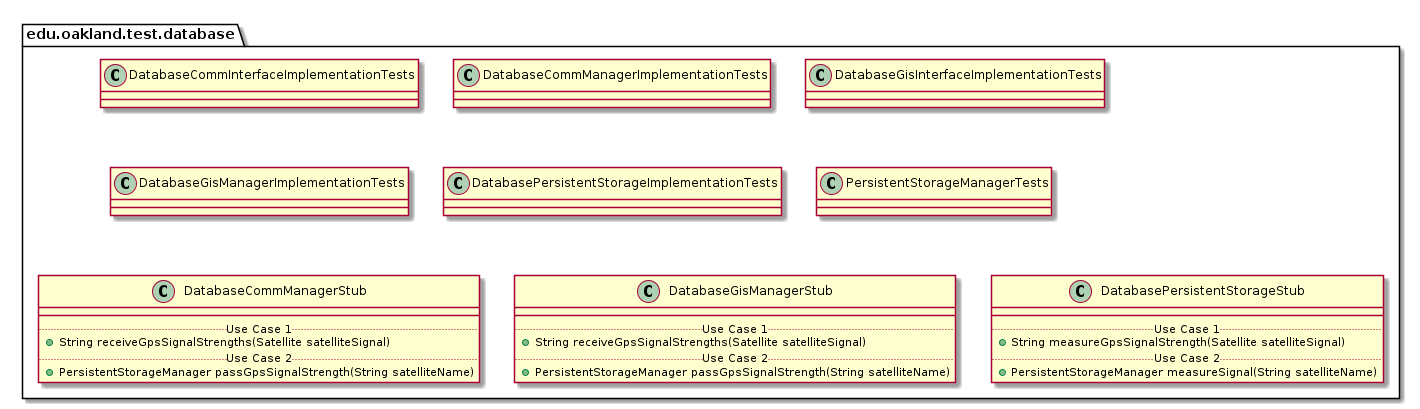 edu.oakland.test.database
C DatabaseCommInterfaceImplementationTests
C DatabaseCommManagerImplementationTests
C DatabaseGisInterfaceImplementationTests
C DatabaseGisManagerImplementationTests
C DatabasePersistentStorageImplementationTests
C PersistentStorageManagerTests
C DatabaseCommManagerStub
Use Case 1
String receiveGpsSignalStrengths(Satellite satelliteSignal)
Use Case 2
PersistentStorageManager passGpsSignalStrength(String satelliteName)
C DatabaseGisManagerStub
Use Case 1
String receiveGpsSignalStrengths(Satellite satelliteSignal)
Use Case 2
PersistentStorageManager passGpsSignalStrength(String satelliteName)
C DatabasePersistentStorageStub
Use Case 1
String measureGpsSignalStrength(Satellite satelliteSignal)
Use Case 2
PersistentStorageManager measureSignal(String satelliteName)